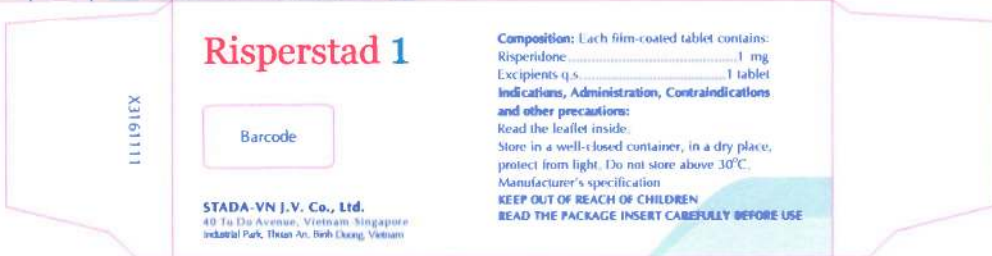 Risperstad 1
Barcode
STADA-VN J.V. Co., Ltd.
40 Tu Do Avenue, Vietnam Singapore
Industrial Park, Thuan An, Binh Duong, Vietnam
X3161111
Composition: Each film-coated tablet contains:
Risperidone..........................................1 mg
Excipients q.s.....................................1 tablet
Indications, Administration, Contraindications
and other precautions:
Read the leaflet inside.
Store in a well-closed container, in a dry place,
protect from light. Do not store above 30°C.
Manufacturer's specification
KEEP OUT OF REACH OF CHILDREN
READ THE PACKAGE INSERT CAREFULLY BEFORE USE